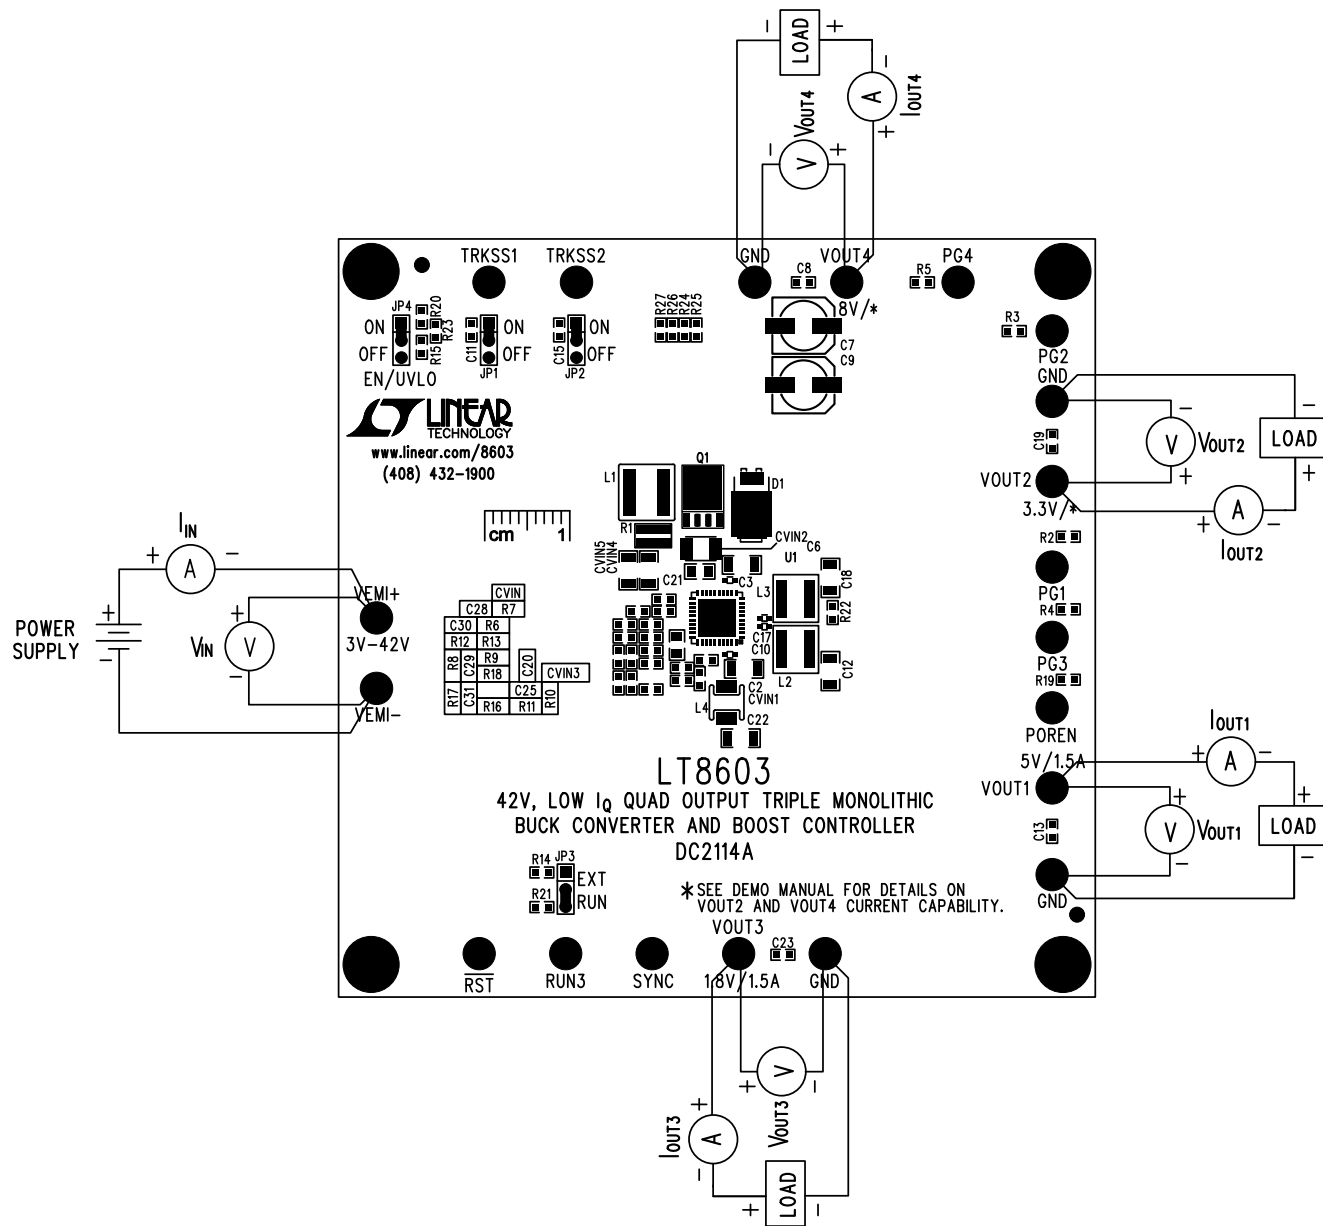 LOAD
- +
-
A
IOUT4
+
VOUT4
- +
V
TRKSS1 TRKSS2 GND VOUT4 PG4
C8 R5
8V/*
JP4 R20
ON
R23
OFF R15
EN/UVLO
C11 ON
OFF
JP1
C15 ON
OFF
JP2
R27
R26
R24
R25
C7
C9
R3
PG2
GND
C19
VOUT2
3.3V/*
-
V VOUT2
+
-
LOAD
+
+ A -
IOUT2
LINEAR
TECHNOLOGY
www.linear.com/8603
(408) 432-1900
cm 1
L1 Q1 D1
R1
CVIN5
CVIN4
CVIN2 C6
U1
C21 C3 L3 C18
R22
C17
C10
L2 C12
C2
CVIN1
L4
C22
R2
PG1
R4
PG3
R19
POREN
5V/1.5A
VOUT1
C13
GND
IIN
+ A -
POWER
SUPPLY
+
-
+
VIN V
-
VEMI+
3V-42V
VEMI-
CVIN
C28 R7
C30 R6
R12 R13
R8 C29 R9 C20
R18 CVIN3
R17 C31 C25 R10
R16 R11
IOUT1
+ A -
+
V VOUT1
-
+
LOAD
-
LT8603
42V, LOW IQ QUAD OUTPUT TRIPLE MONOLITHIC
BUCK CONVERTER AND BOOST CONTROLLER
DC2114A
R14 JP3
EXT
R21 RUN
*SEE DEMO MANUAL FOR DETAILS ON
VOUT2 AND VOUT4 CURRENT CAPABILITY.
VOUT3
C23
RST RUN3 SYNC 1.8V/1.5A GND
+ V -
VOUT3
+
IOUT3 A
-
+ LOAD -